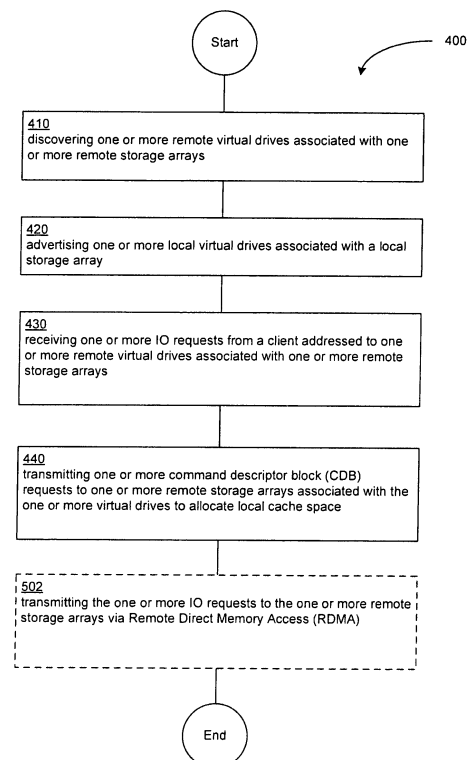 Start
400
410
discovering one or more remote virtual drives associated with one
or more remote storage arrays
420
advertising one or more local virtual drives associated with a local
storage array
430
receiving one or more IO requests from a client addressed to one
or more remote virtual drives associated with one or more remote
storage arrays
440
transmitting one or more command descriptor block (CDB)
requests to one or more remote storage arrays associated with the
one or more virtual drives to allocate local cache space
502
transmitting the one or more IO requests to the one or more remote
storage arrays via Remote Direct Memory Access (RDMA)
End